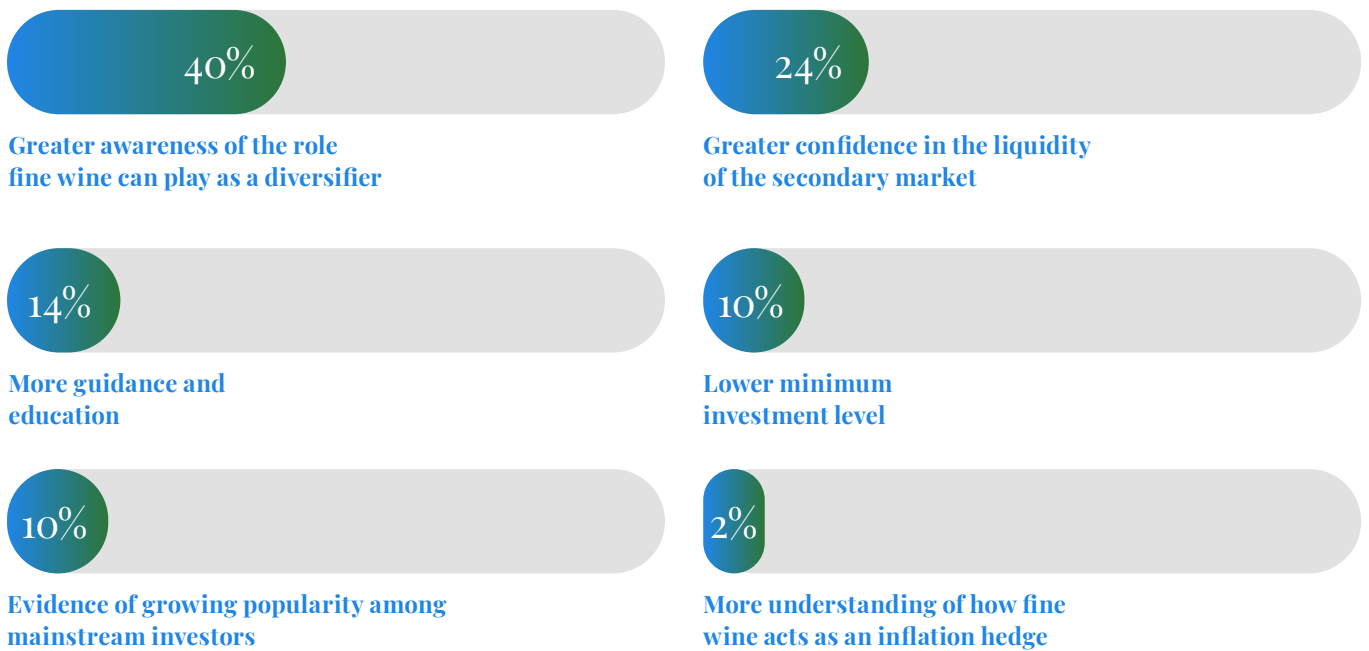 40%
Greater awareness of the role
fine wine can play as a diversifier
24%
Greater confidence in the liquidity
of the secondary market
14%
More guidance and
education
10%
Lower minimum
investment level
10%
Evidence of growing popularity among
mainstream investors
2%
More understanding of how fine
wine acts as an inflation hedge